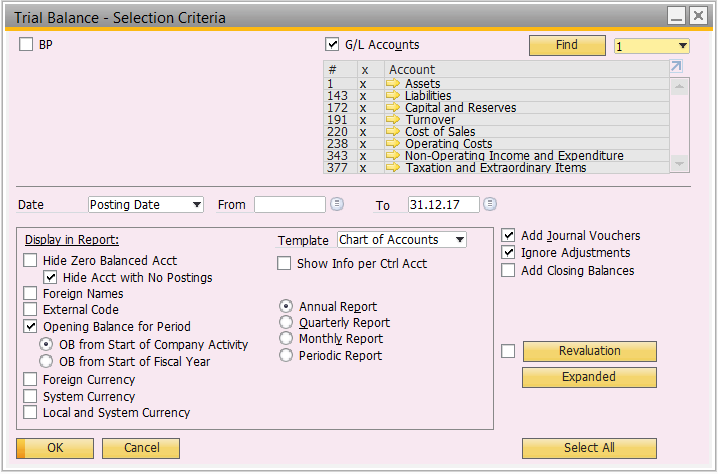 Trial Balance - Selection Criteria
BP
G/L Accounts
Find
1
# x Account
1 x Assets
143 x Liabilities
172 x Capital and Reserves
191 x Turnover
220 x Cost of Sales
238 x Operating Costs
343 x Non-Operating Income and Expenditure
377 x Taxation and Extraordinary Items
Date Posting Date From To 31.12.17
Display in Report:
Hide Zero Balanced Acct
Hide Acct with No Postings
Foreign Names
External Code
Opening Balance for Period
OB from Start of Company Activity
OB from Start of Fiscal Year
Foreign Currency
System Currency
Local and System Currency
Template Chart of Accounts
Show Info per Ctrl Acct
Annual Report
Quarterly Report
Monthly Report
Periodic Report
Add Journal Vouchers
Ignore Adjustments
Add Closing Balances
Revaluation
Expanded
OK
Cancel
Select All